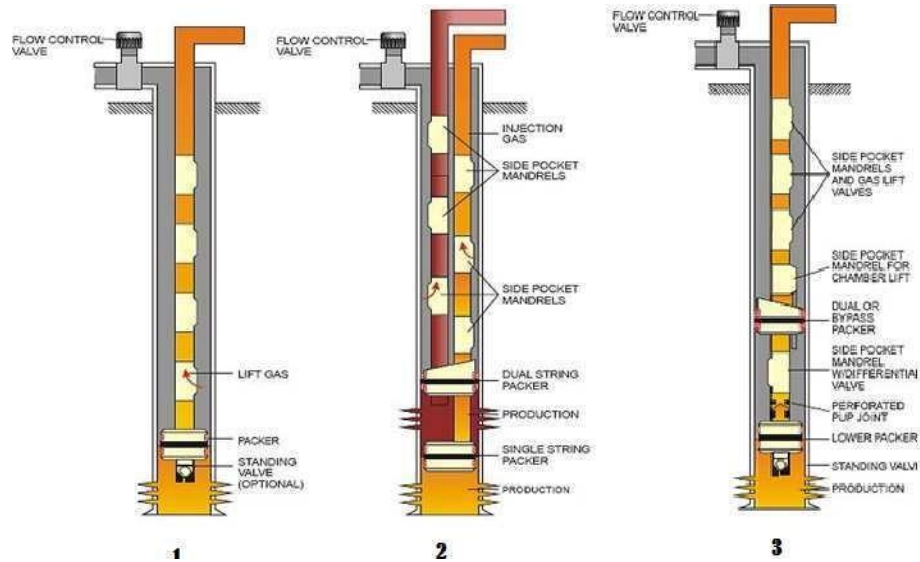 FLOW CONTROL
VALVE
LIFT GAS
PACKER
STANDING
VALVE
(OPTIONAL)
1
FLOW CONTROL
VALVE
INJECTION
GAS
SIDE POCKET
MANDRELS
SIDE POCKET
MANDRELS
DUAL STRING
PACKER
PRODUCTION
SINGLE STRING
PACKER
PRODUCTION
2
FLOW CONTROL
VALVE
SIDE POCKET
MANDRELS
AND GAS LIFT
VALVES
SIDE POCKET
MANDREL FOR
CHAMBER LIFT
DUAL OR
BYPASS
PACKER
SIDE POCKET
MANDREL
W/DIFFERENTIA
VALVE
PERFORATED
PUP JOINT
LOWER PACKER
STANDING VALV
PRODUCTION
3